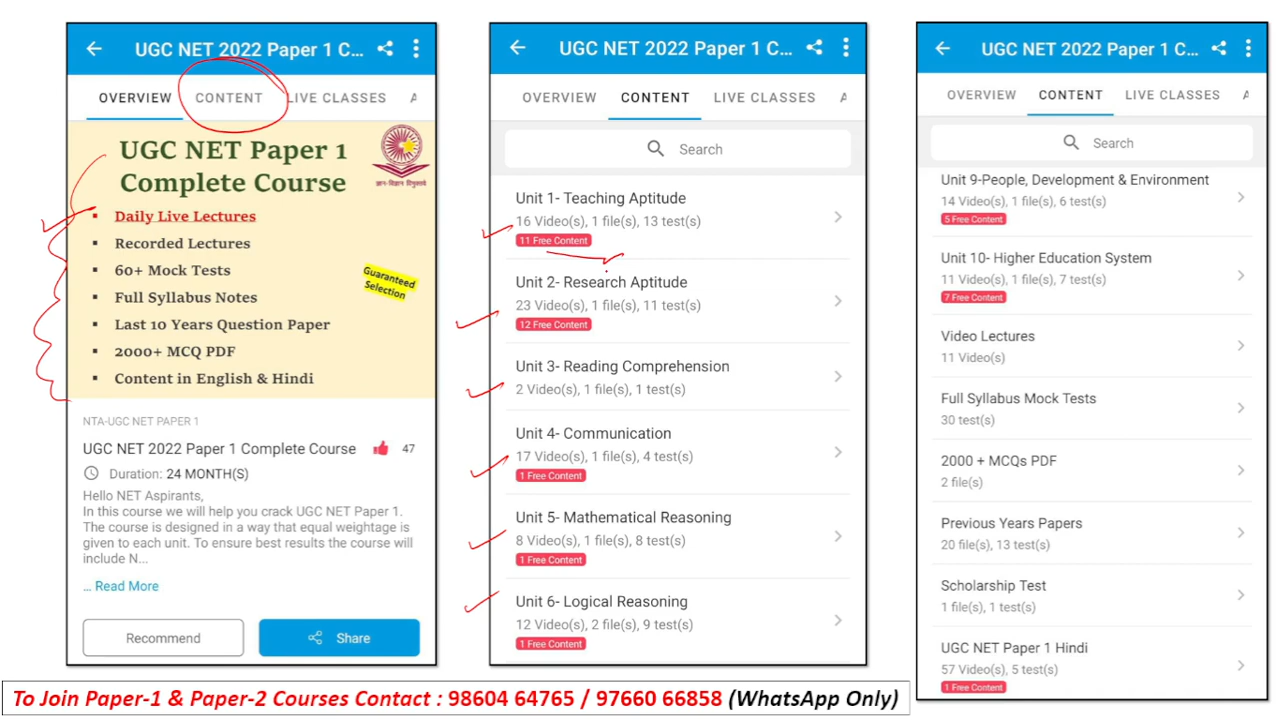 UGC NET 2022 Paper 1 C...
OVERVIEW CONTENT LIVE CLASSES A
UGC NET Paper 1
Complete Course
Daily Live Lectures
Recorded Lectures
60+ Mock Tests
Full Syllabus Notes
Last 10 Years Question Paper
2000+ MCQ PDF
Content in English & Hindi
Guaranteed
Selection
NTA-UGC NET PAPER 1
UGC NET 2022 Paper 1 Complete Course 47
Duration: 24 MONTH(S)
Hello NET Aspirants,
In this course we will help you crack UGC NET Paper 1.
The course is designed in a way that equal weightage is
given to each unit. To ensure best results the course will
include N...
... Read More
Recommend Share
UGC NET 2022 Paper 1 C...
OVERVIEW CONTENT LIVE CLASSES A
Search
Unit 1- Teaching Aptitude
16 Video(s), 1 file(s), 13 test(s)
11 Free Content
Unit 2- Research Aptitude
23 Video(s), 1 file(s), 11 test(s)
12 Free Content
Unit 3- Reading Comprehension
2 Video(s), 1 file(s), 1 test(s)
Unit 4- Communication
17 Video(s), 1 file(s), 4 test(s)
1 Free Content
Unit 5- Mathematical Reasoning
8 Video(s), 1 file(s), 8 test(s)
1 Free Content
Unit 6- Logical Reasoning
12 Video(s), 2 file(s), 9 test(s)
1 Free Content
UGC NET 2022 Paper 1 C...
OVERVIEW CONTENT LIVE CLASSES A
Search
Unit 9-People, Development & Environment
14 Video(s), 1 file(s), 6 test(s)
5 Free Content
Unit 10- Higher Education System
11 Video(s), 1 file(s), 7 test(s)
7 Free Content
Video Lectures
11 Video(s)
Full Syllabus Mock Tests
30 test(s)
2000 + MCQs PDF
2 file(s)
Previous Years Papers
20 file(s), 13 test(s)
Scholarship Test
1 file(s), 1 test(s)
UGC NET Paper 1 Hindi
57 Video(s), 5 test(s)
1 Free Content
To Join Paper-1 & Paper-2 Courses Contact : 98604 64765 / 97660 66858 (WhatsApp Only)